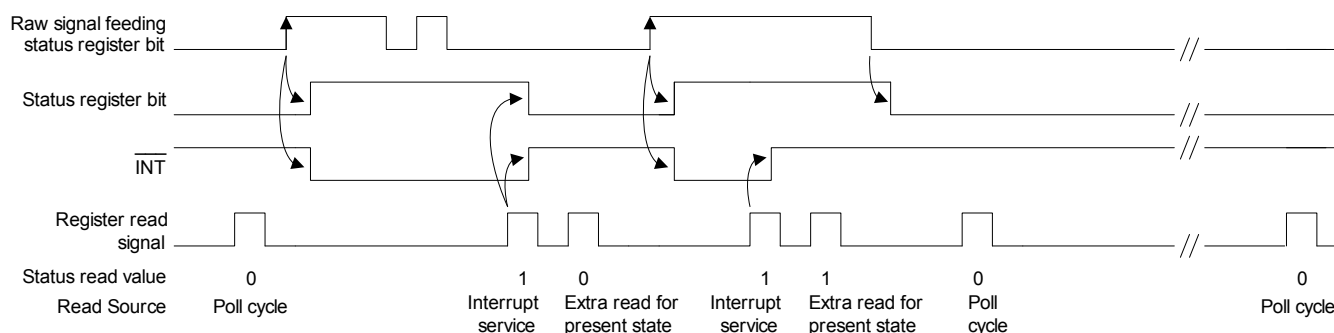 Raw signal feeding
status register bit
//
Status register bit
//
INT
//
Register read
signal
//
Status read value 0 1 0 1 1 0 0
Read Source Poll cycle Interrupt Extra read for Interrupt Extra read for Poll Poll cycle
service present state service present state cycle